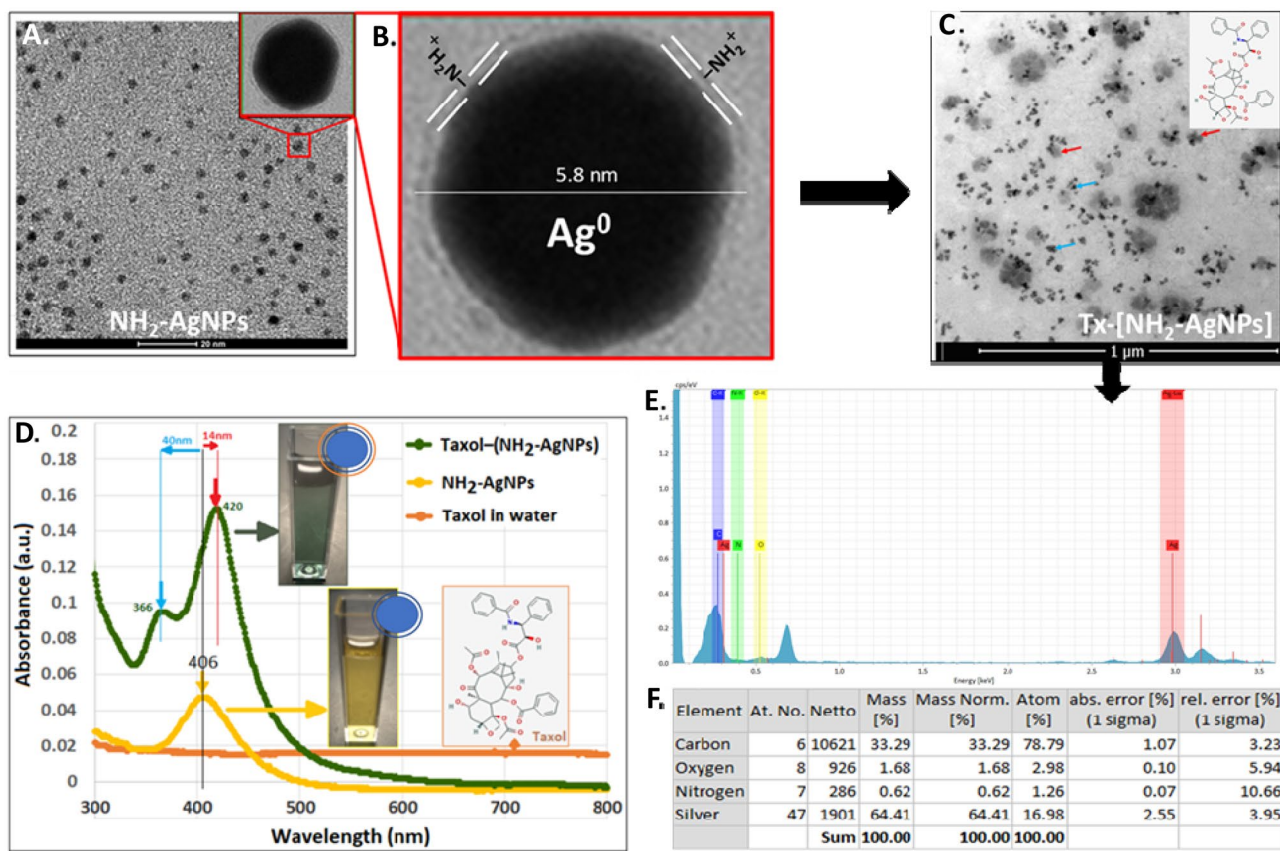 A.
NH₂-AgNPs
20 nm
B.
⁺H₂N–
–NH₂⁺
5.8 nm
Ag⁰
C.
Tx-[NH₂-AgNPs]
1 µm
D.
0.2
0.18
0.16
0.14
0.12
0.1
0.08
0.06
0.04
0.02
0
Absorbance (a.u.)
40nm
14nm
420
366
406
Taxol–(NH₂-AgNPs)
NH₂-AgNPs
Taxol in water
Taxol
300 400 500 600 700 800
Wavelength (nm)
E.
cps/eV
C-K N-K O-K Ag-LA
1.4
1.2
1.0
0.8
0.6
0.4
0.2
0.0
C Ag N O Ag
0.5 1.0 1.5 2.0 2.5 3.0 3.5
Energy [keV]
F.
Element At. No. Netto Mass [%] Mass Norm. [%] Atom [%] abs. error [%] (1 sigma) rel. error [%] (1 sigma)
Carbon 6 10621 33.29 33.29 78.79 1.07 3.23
Oxygen 8 926 1.68 1.68 2.98 0.10 5.94
Nitrogen 7 286 0.62 0.62 1.26 0.07 10.66
Silver 47 1901 64.41 64.41 16.98 2.55 3.95
Sum 100.00 100.00 100.00